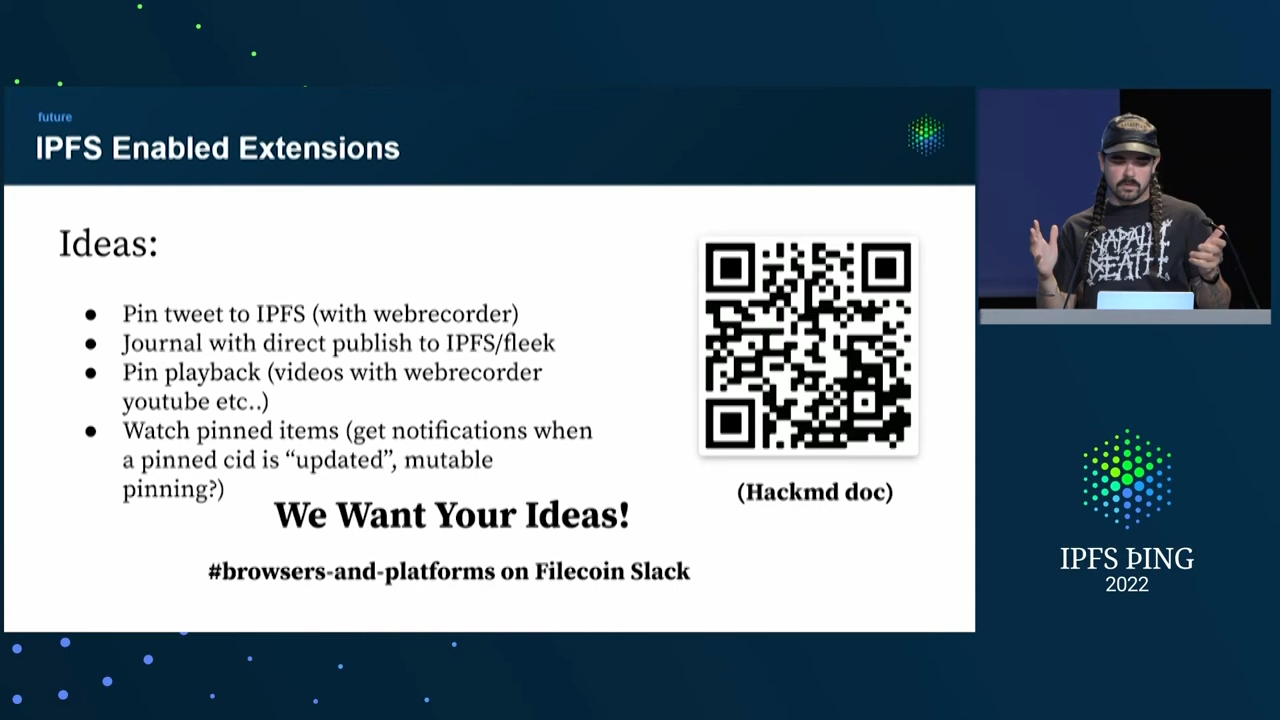 future
IPFS Enabled Extensions
Ideas:
● Pin tweet to IPFS (with webrecorder)
● Journal with direct publish to IPFS/fleek
● Pin playback (videos with webrecorder
youtube etc..)
● Watch pinned items (get notifications when
a pinned cid is “updated”, mutable
pinning?)
We Want Your Ideas!
#browsers-and-platforms on Filecoin Slack
(Hackmd doc)
NAPALM
DEATH
IPFS ÞING
2022